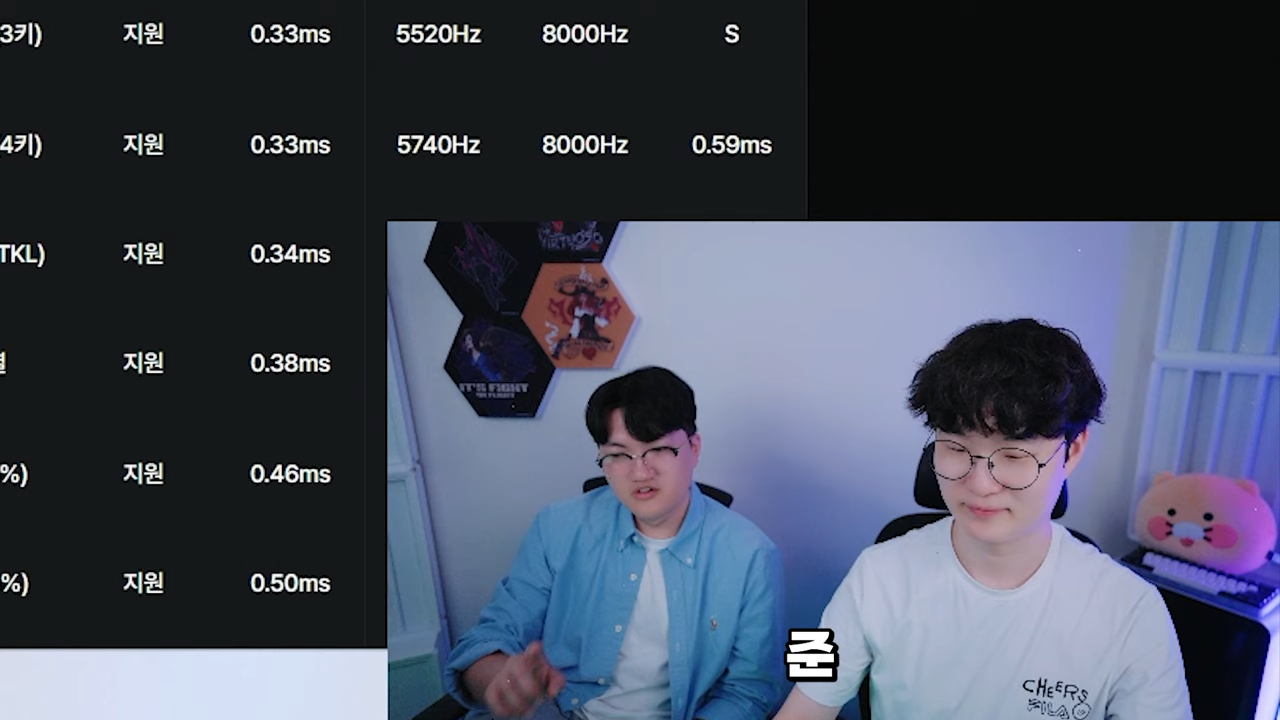 3키) 지원 0.33ms 5520Hz 8000Hz S
4키) 지원 0.33ms 5740Hz 8000Hz 0.59ms
TKL) 지원 0.34ms
지원 0.38ms
%) 지원 0.46ms
%) 지원 0.50ms
VIRTUOSO
IT'S FIGHT
준
CHEERS
FILA